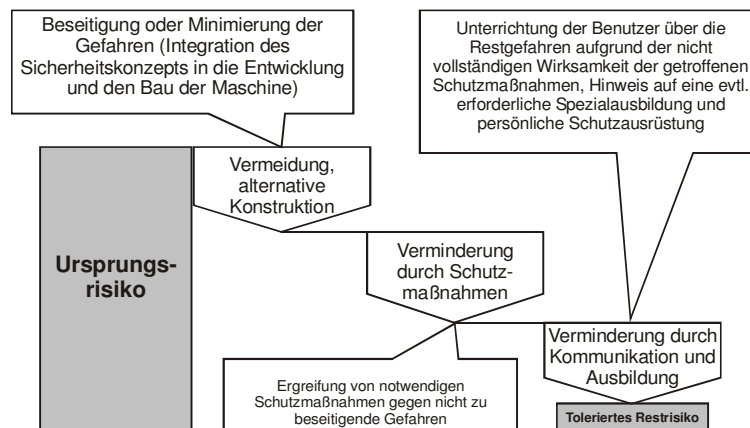 Beseitigung oder Minimierung der
Gefahren (Integration des
Sicherheitskonzepts in die Entwicklung
und den Bau der Maschine)
Unterrichtung der Benutzer über die
Restgefahren aufgrund der nicht
vollständigen Wirksamkeit der getroffenen
Schutzmaßnahmen, Hinweis auf eine evtl.
erforderliche Spezialausbildung und
persönliche Schutzausrüstung
Vermeidung,
alternative
Konstruktion
Ursprungs-
risiko
Verminderung
durch Schutz-
maßnahmen
Verminderung durch
Kommunikation und
Ausbildung
Ergreifung von notwendigen
Schutzmaßnahmen gegen nicht zu
beseitigende Gefahren
Toleriertes Restrisiko